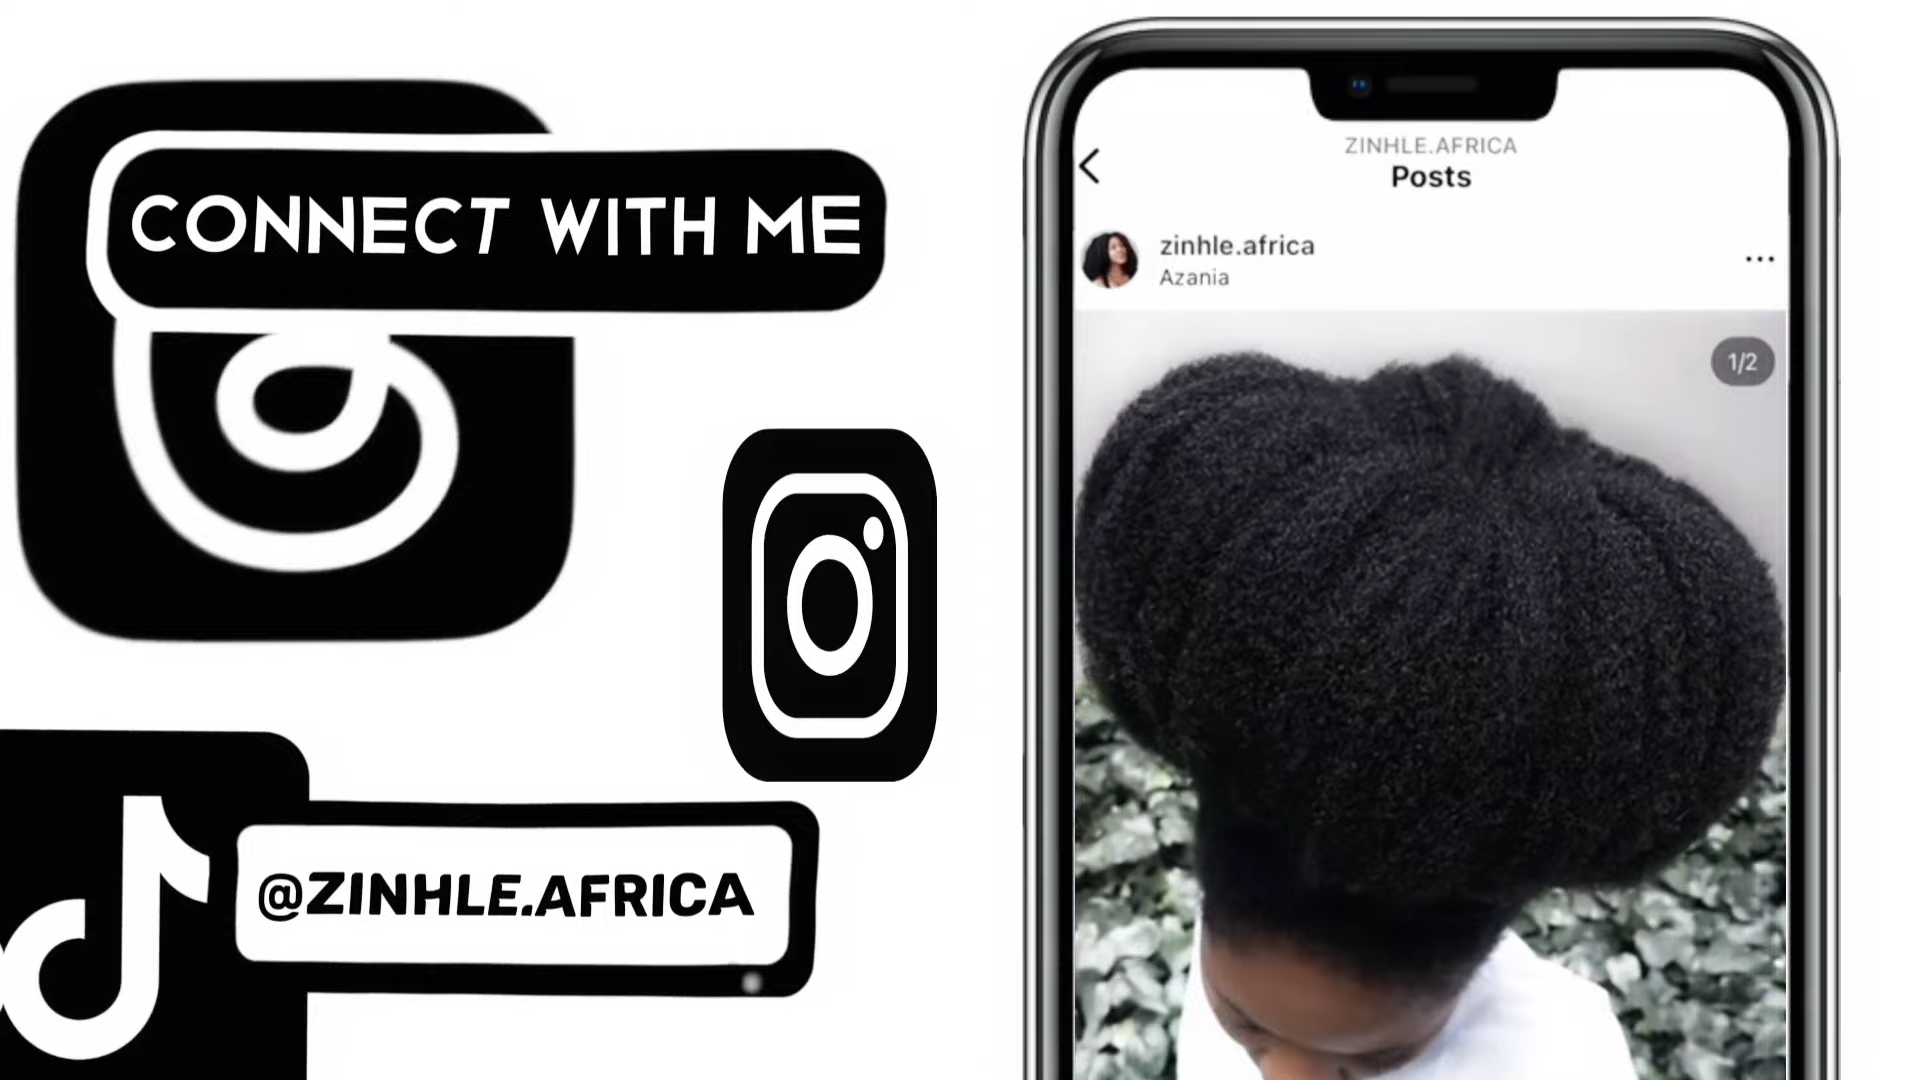 CONNECT WITH ME
@ZINHLE.AFRICA
ZINHLE.AFRICA
Posts
zinhle.africa
Azania
1/2